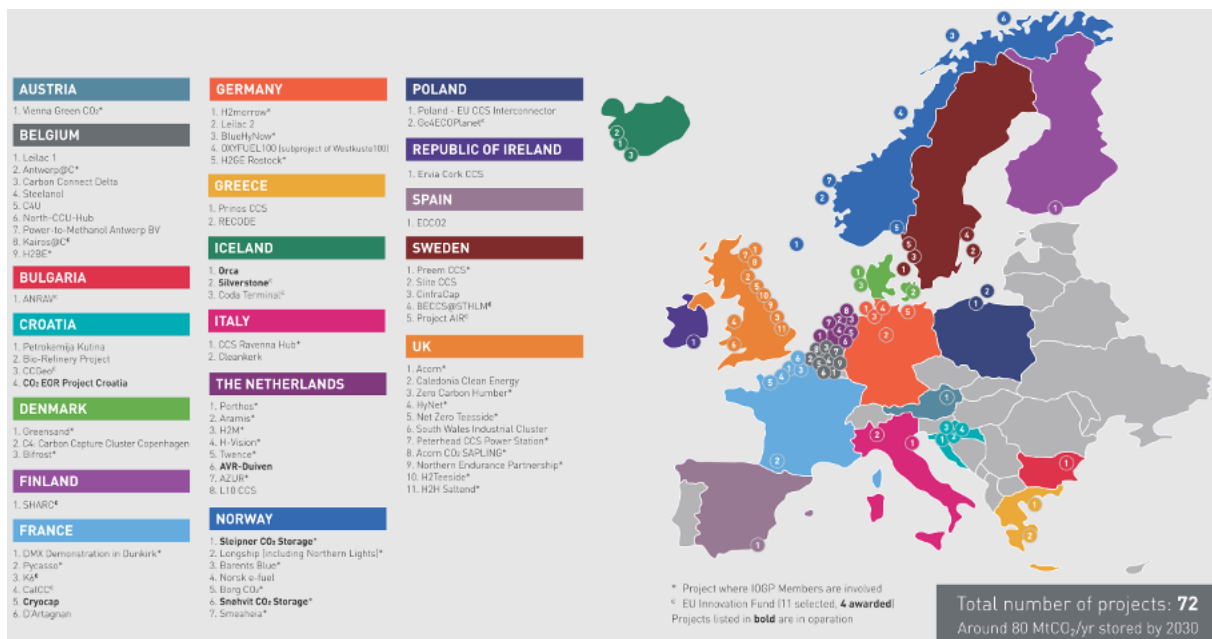 AUSTRIA
1. Vienna Green CO₂*
BELGIUM
1. Leilac 1
2. Antwerp@C*
3. Carbon Connect Delta
4. Steelanol
5. C4U
6. North-CCU-Hub
7. Power-to-Methanol Antwerp BV
8. Kairos@C€
9. H2BE*
BULGARIA
1. ANRAV€
CROATIA
1. Petrokemija Kutina
2. Bio-Refinery Project
3. CCGeo€
4. CO₂ EOR Project Croatia
DENMARK
1. Greensand*
2. C4: Carbon Capture Cluster Copenhagen
3. Bifrost*
FINLAND
1. SHARC€
FRANCE
1. DMX Demonstration in Dunkirk*
2. Pycasso*
3. K6€
4. CalCC€
5. Cryocap
6. D'Artagnan
GERMANY
1. H2morrow*
2. Leilac 2
3. BlueHyNow*
4. OXYFUEL100 (subproject of Westkuste100)
5. H2GE Rostock*
GREECE
1. Prinos CCS
2. RECODE
ICELAND
1. Orca
2. Silverstone€
3. Coda Terminal€
ITALY
1. CCS Ravenna Hub*
2. Cleankerk
THE NETHERLANDS
1. Porthos*
2. Aramis*
3. H2M*
4. H-Vision*
5. Twence*
6. AVR-Duiven
7. AZUR*
8. L10 CCS
NORWAY
1. Sleipner CO₂ Storage*
2. Longship (including Northern Lights)*
3. Barents Blue*
4. Norsk e-fuel
5. Borg CO₂*
6. Snøhvit CO₂ Storage*
7. Smeaheia*
POLAND
1. Poland - EU CCS Interconnector
2. Go4ECOPlanet€
REPUBLIC OF IRELAND
1. Ervia Cork CCS
SPAIN
1. ECCO2
SWEDEN
1. Preem CCS*
2. Slite CCS
3. CinfraCap
4. BECCS@STHLM€
5. Project AIR€
UK
1. Acorn*
2. Caledonia Clean Energy
3. Zero Carbon Humber*
4. HyNet*
5. Net Zero Teesside*
6. South Wales Industrial Cluster
7. Peterhead CCS Power Station*
8. Acorn CO₂ SAPLING*
9. Northern Endurance Partnership*
10. H2Teeside*
11. H2H Saltend*
* Project where IOGP Members are involved
€ EU Innovation Fund (11 selected, 4 awarded)
Projects listed in bold are in operation
Total number of projects: 72
Around 80 MtCO₂/yr stored by 2030